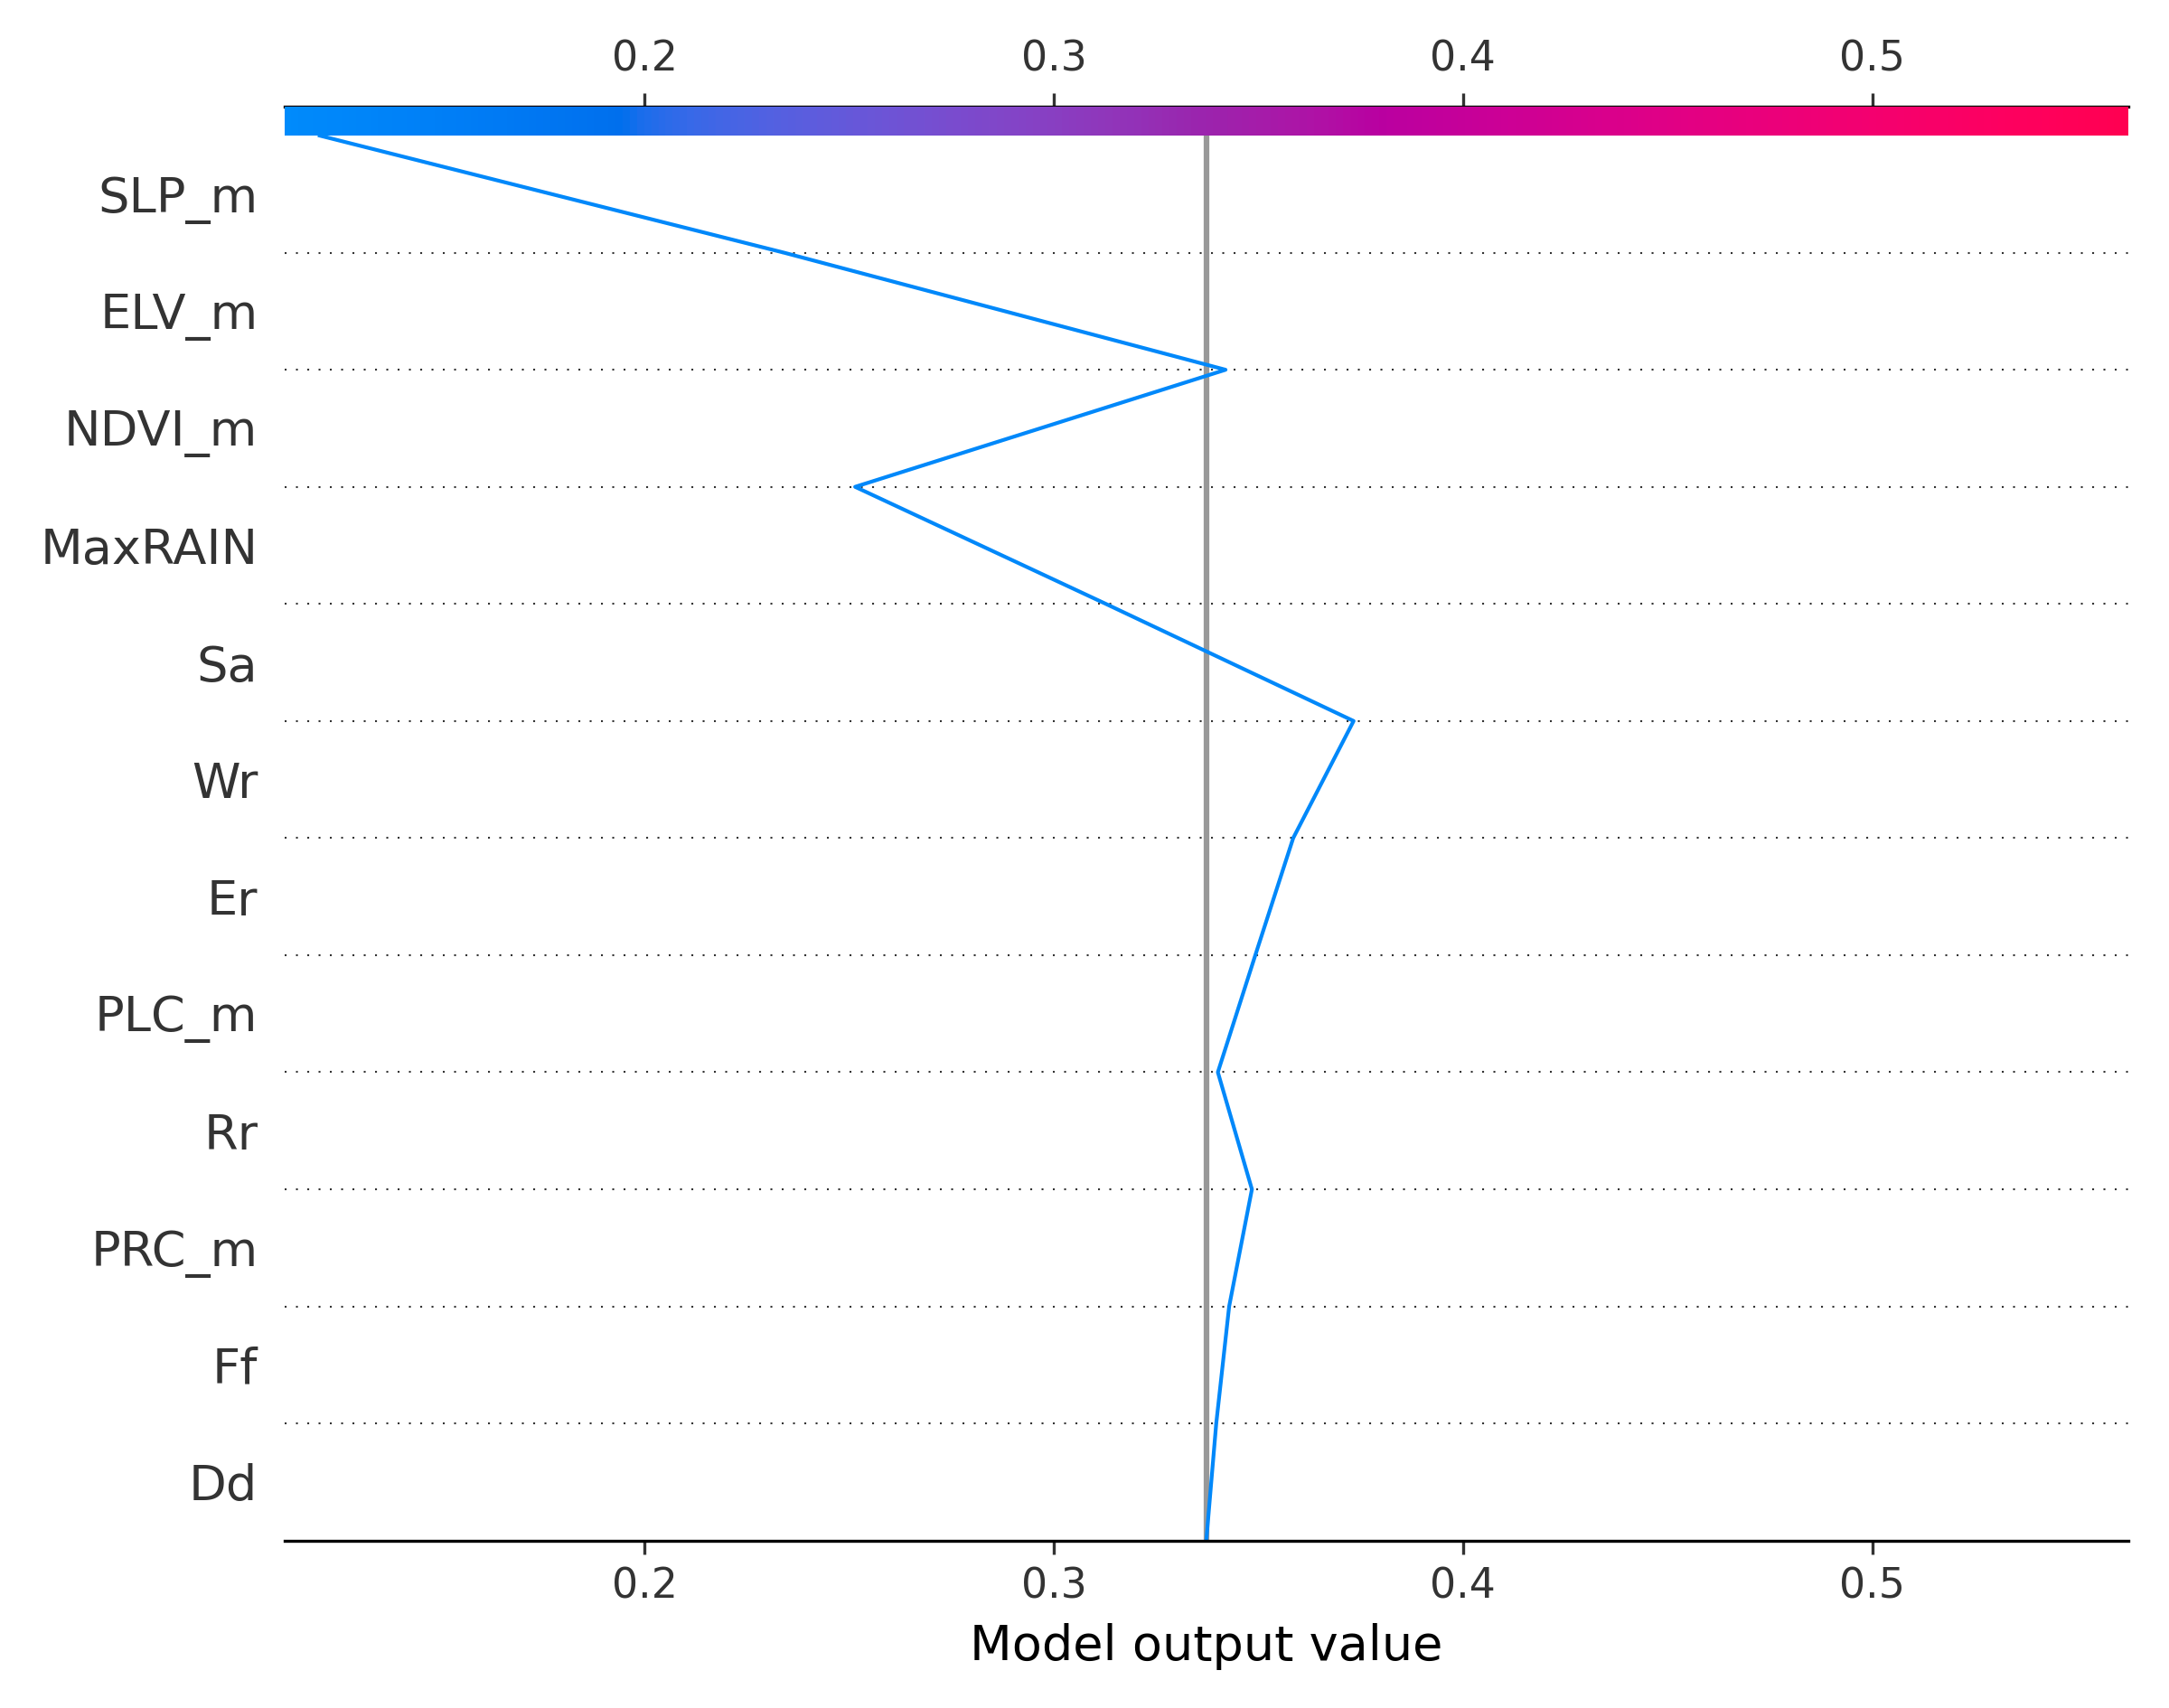 0.2 0.3 0.4 0.5
SLP_m
ELV_m
NDVI_m
MaxRAIN
Sa
Wr
Er
PLC_m
Rr
PRC_m
Ff
Dd
0.2 0.3 0.4 0.5
Model output value